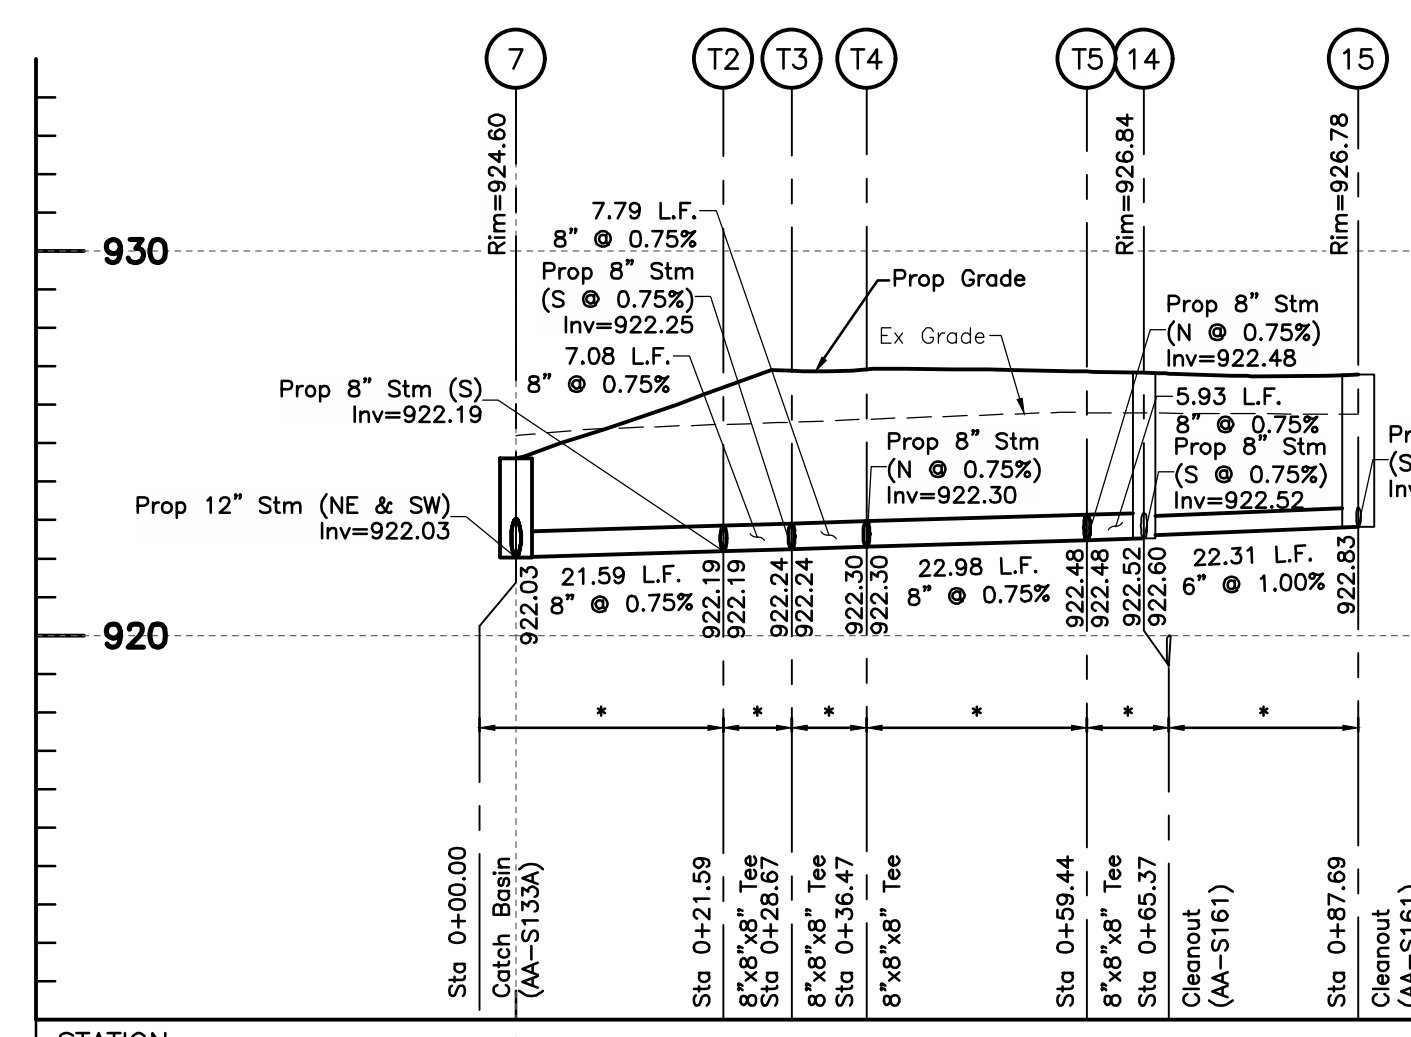 7
T2
T3
T4
T5
14
15
Rim=924.60
Rim=926.84
Rim=926.78
930
7.79 L.F.
8" @ 0.75%
Prop 8" Stm
(S @ 0.75%)
Inv=922.25
7.08 L.F.
8" @ 0.75%
Prop 8" Stm (S)
Inv=922.19
Prop Grade
Ex Grade
Prop 8" Stm
(N @ 0.75%)
Inv=922.48
5.93 L.F.
8" @ 0.75%
Prop 8" Stm
(S @ 0.75%)
Inv=922.52
Prop 8" Stm
(N @ 0.75%)
Inv=922.30
Prop 12" Stm (NE & SW)
Inv=922.03
Pr
(S
Inv
922.03
21.59 L.F.
8" @ 0.75%
922.19
922.19
922.24
922.24
922.30
922.30
22.98 L.F.
8" @ 0.75%
922.48
922.48
922.52
922.60
22.31 L.F.
6" @ 1.00%
922.83
920
*
*
*
*
*
*
Sta 0+00.00
Catch Basin
(AA-S133A)
Sta 0+21.59
8"x8"x8" Tee
Sta 0+28.67
8"x8"x8" Tee
Sta 0+36.47
8"x8"x8" Tee
Sta 0+59.44
8"x8"x8" Tee
Sta 0+65.37
Cleanout
(AA-S161)
Sta 0+87.69
Cleanout
(AA-S161)
STATION